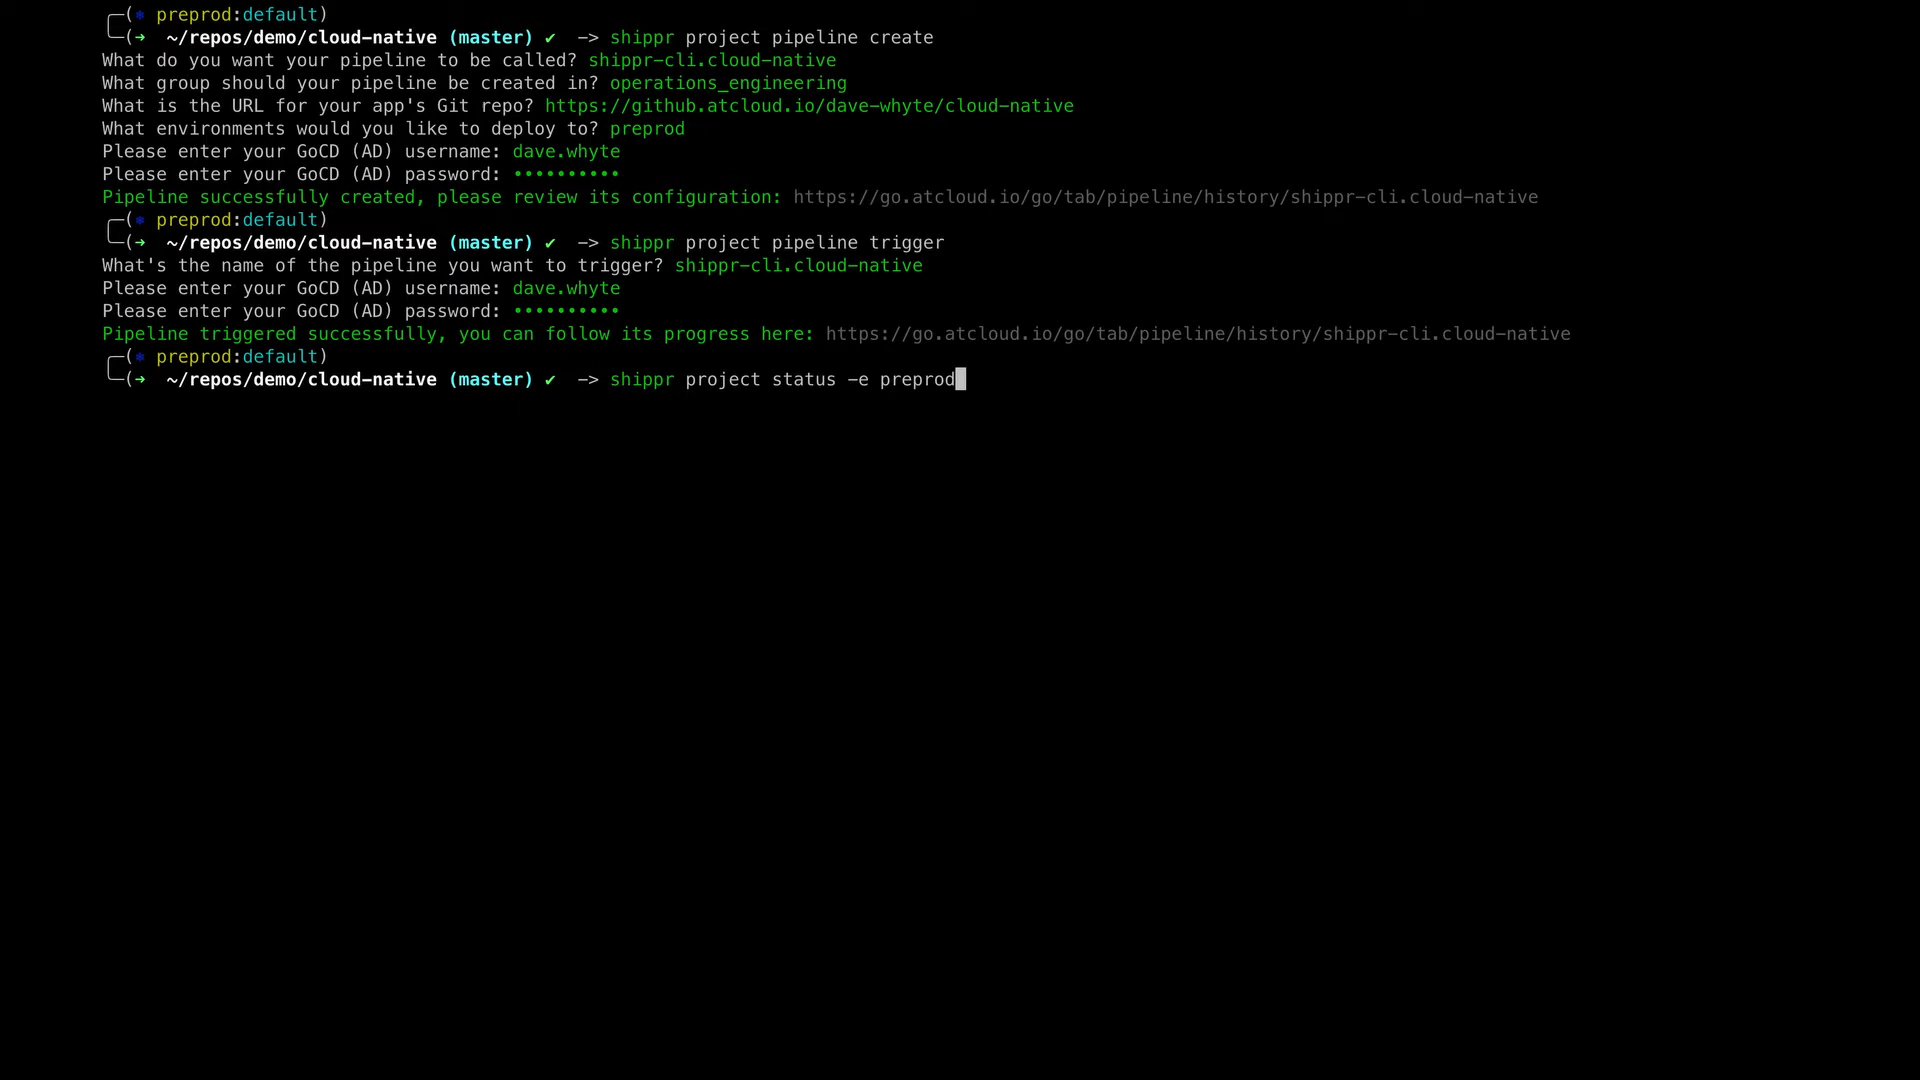 ╭─(⎈ preprod:default)
╰─(➜  ~/repos/demo/cloud-native (master) ✔  -> shippr project pipeline create
What do you want your pipeline to be called? shippr-cli.cloud-native
What group should your pipeline be created in? operations_engineering
What is the URL for your app's Git repo? https://github.atcloud.io/dave-whyte/cloud-native
What environments would you like to deploy to? preprod
Please enter your GoCD (AD) username: dave.whyte
Please enter your GoCD (AD) password: ••••••••••
Pipeline successfully created, please review its configuration: https://go.atcloud.io/go/tab/pipeline/history/shippr-cli.cloud-native
╭─(⎈ preprod:default)
╰─(➜  ~/repos/demo/cloud-native (master) ✔  -> shippr project pipeline trigger
What's the name of the pipeline you want to trigger? shippr-cli.cloud-native
Please enter your GoCD (AD) username: dave.whyte
Please enter your GoCD (AD) password: ••••••••••
Pipeline triggered successfully, you can follow its progress here: https://go.atcloud.io/go/tab/pipeline/history/shippr-cli.cloud-native
╭─(⎈ preprod:default)
╰─(➜  ~/repos/demo/cloud-native (master) ✔  -> shippr project status -e preprod